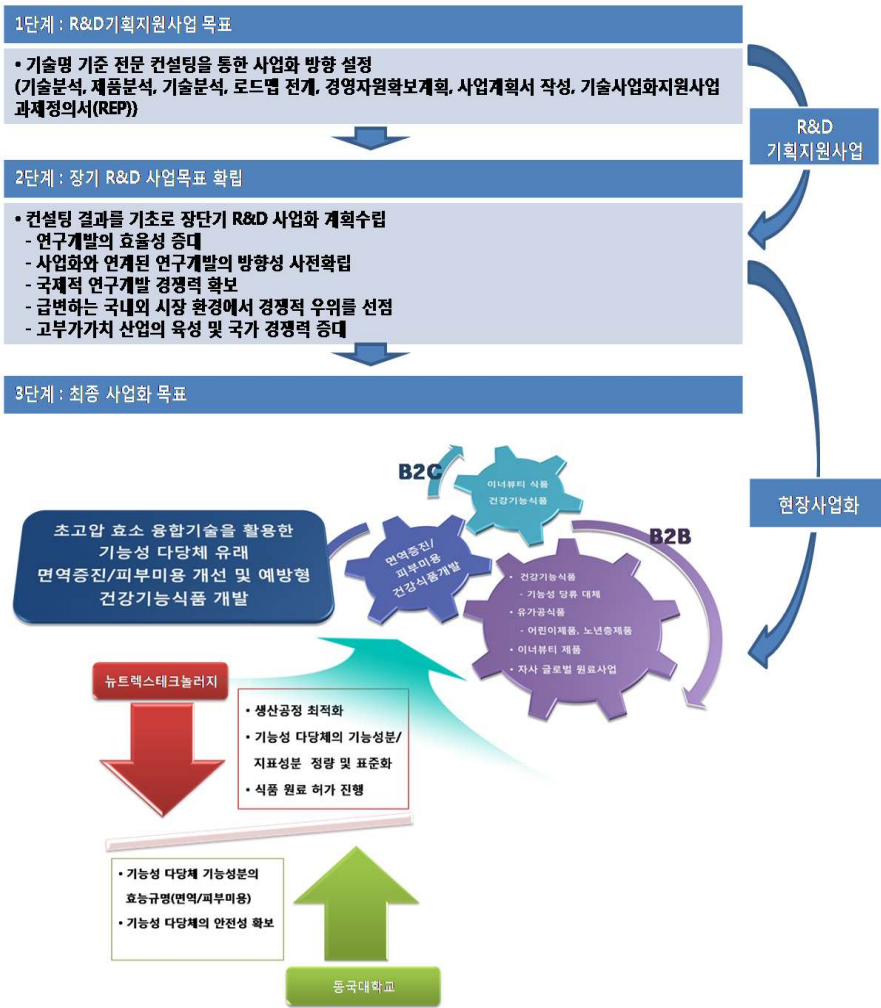 1단계 : R&D기획지원사업 목표
• 기술명 기준 전문 컨설팅을 통한 사업화 방향 설정
(기술분석, 제품분석, 기술분석, 로드맵 전개, 경영자원확보계획, 사업계획서 작성, 기술사업화지원사업
과제정의서(REP))
R&D
기획지원사업
2단계 : 장기 R&D 사업목표 확립
• 컨설팅 결과를 기초로 장단기 R&D 사업화 계획수립
- 연구개발의 효율성 증대
- 사업화와 연계된 연구개발의 방향성 사전확립
- 국제적 연구개발 경쟁력 확보
- 급변하는 국내외 시장 환경에서 경쟁적 우위를 선점
- 고부가가치 산업의 육성 및 국가 경쟁력 증대
3단계 : 최종 사업화 목표
현장사업화
B2C
이너뷰티 식품
건강기능식품
초고압 효소 융합기술을 활용한
기능성 다당체 유래
면역증진/피부미용 개선 및 예방형
건강기능식품 개발
면역증진/
피부미용
건강식품개발
B2B
• 건강기능식품
- 기능성 당류 대체
• 유가공식품
- 어린이제품, 노년층제품
• 이너뷰티 제품
• 자사 글로벌 원료사업
뉴트렉스테크놀러지
• 생산공정 최적화
• 기능성 다당체의 기능성분/
지표성분 정량 및 표준화
• 식품 원료 허가 진행
• 기능성 다당체 기능성분의
효능규명(면역/피부미용)
• 기능성 다당체의 안전성 확보
동국대학교